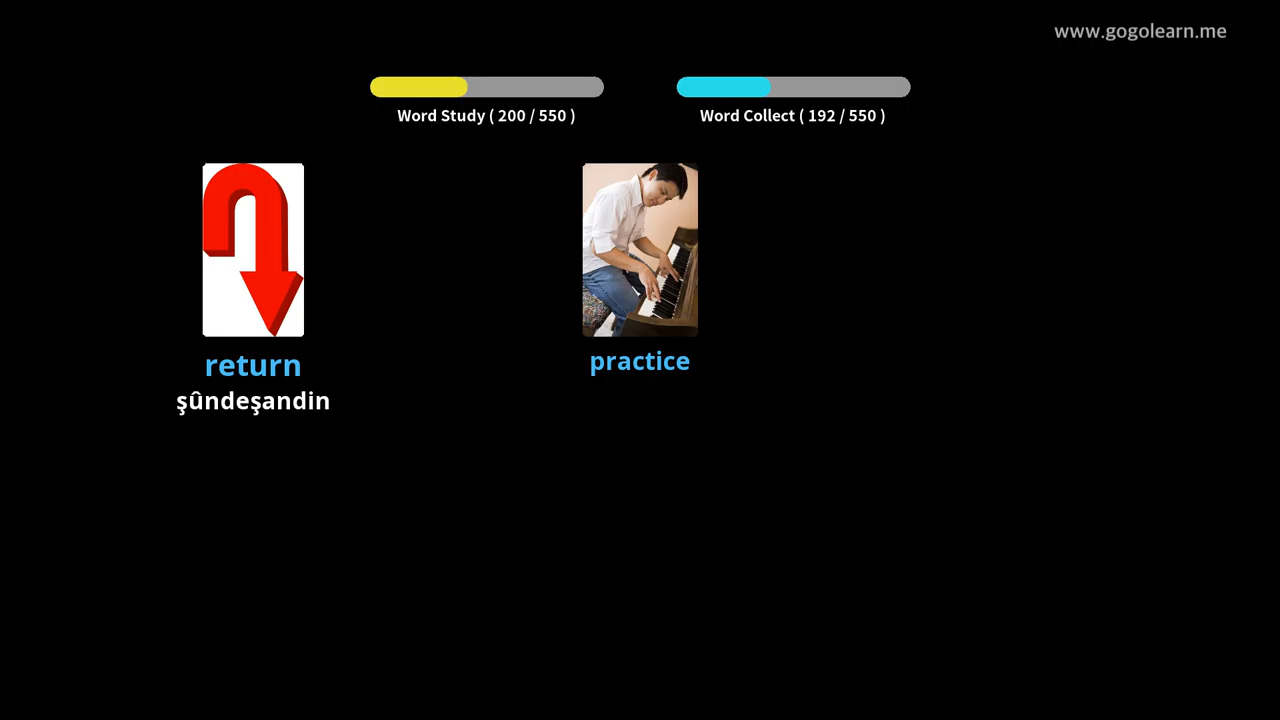 www.gogolearn.me
Word Study ( 200 / 550 )
Word Collect ( 192 / 550 )
return
şûndeşandin
practice